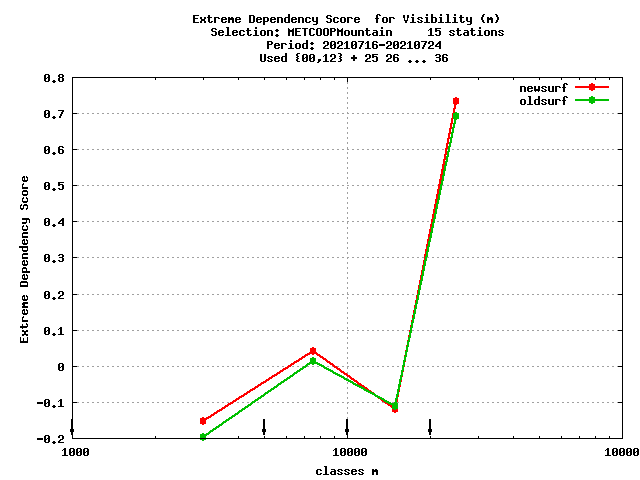 Extreme Dependency Score  for Visibility (m)
Selection: METCOOPMountain     15 stations
Period: 20210716-20210724
Used {00,12} + 25 26 ... 36
newsurf
oldsurf
0.8
0.7
0.6
0.5
0.4
0.3
0.2
0.1
0
-0.1
-0.2
Extreme Dependency Score
1000 10000 10000
classes m